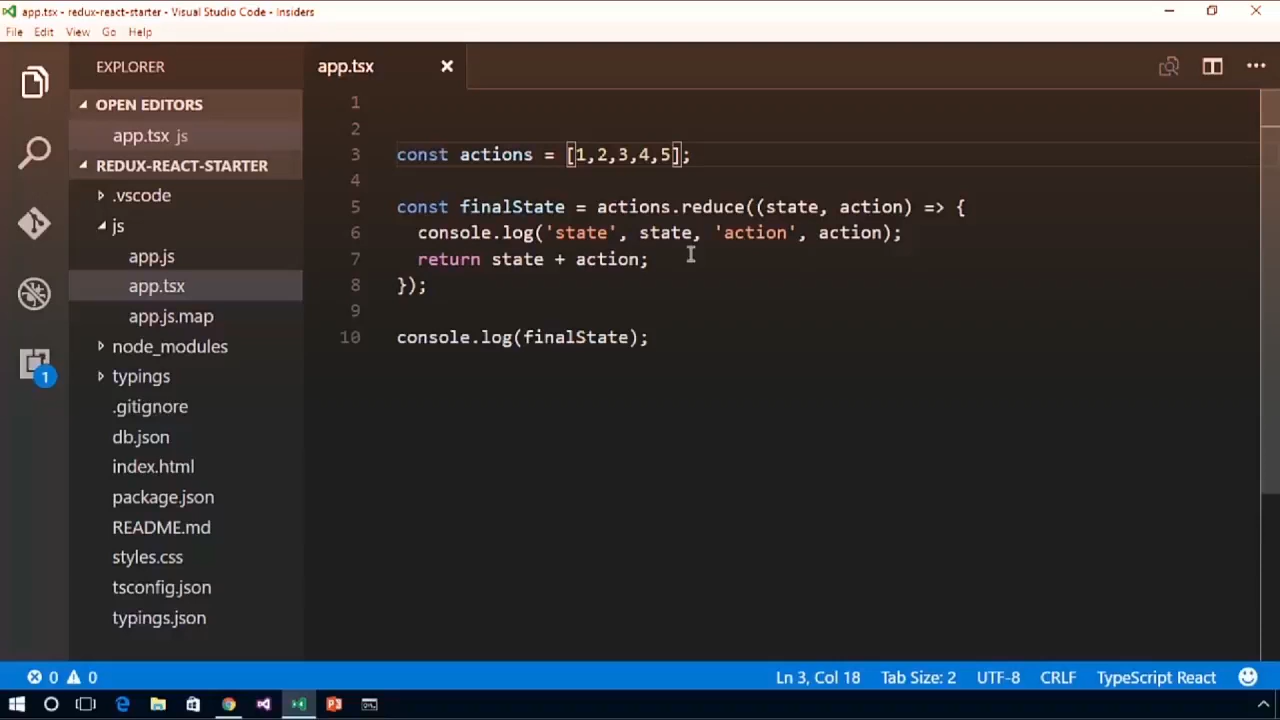 app.tsx - redux-react-starter - Visual Studio Code - Insiders
File Edit View Go Help
EXPLORER
OPEN EDITORS
app.tsx js
REDUX-REACT-STARTER
.vscode
js
app.js
app.tsx
app.js.map
node_modules
typings
.gitignore
db.json
index.html
package.json
README.md
styles.css
tsconfig.json
typings.json
1
app.tsx
1
2
3 const actions = [1,2,3,4,5];
4
5 const finalState = actions.reduce((state, action) => {
6 console.log('state', state, 'action', action);
7 return state + action;
8 });
9
10 console.log(finalState);
0 0 Ln 3, Col 18 Tab Size: 2 UTF-8 CRLF TypeScript React